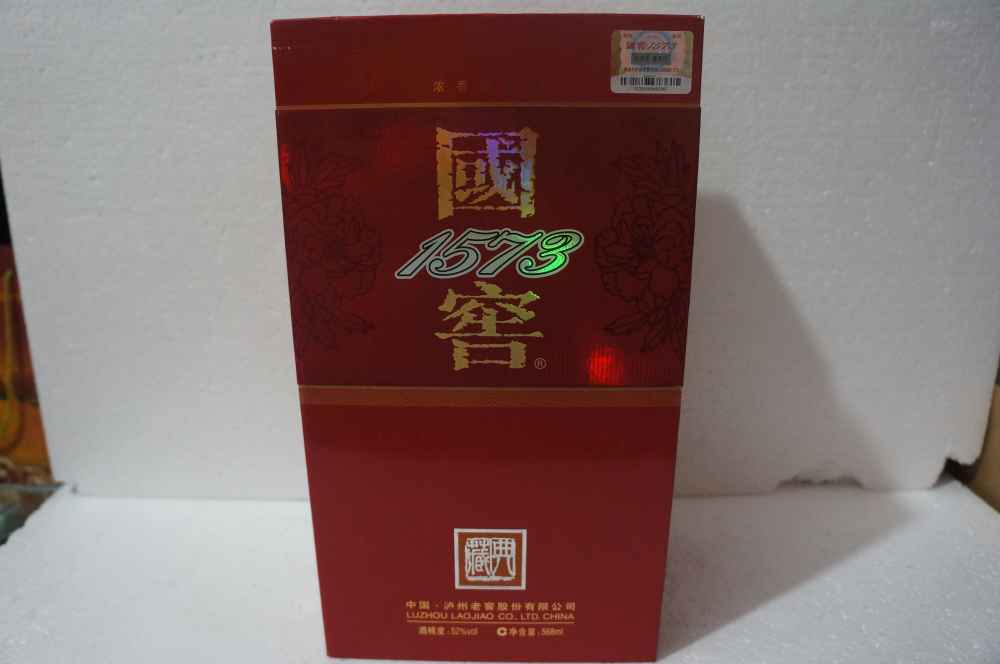 浓香
國
1573
窖®
典藏
中国·泸州老窖股份有限公司
LUZHOU LAOJIAO CO., LTD. CHINA
酒精度:52%vol C净含量:568ml